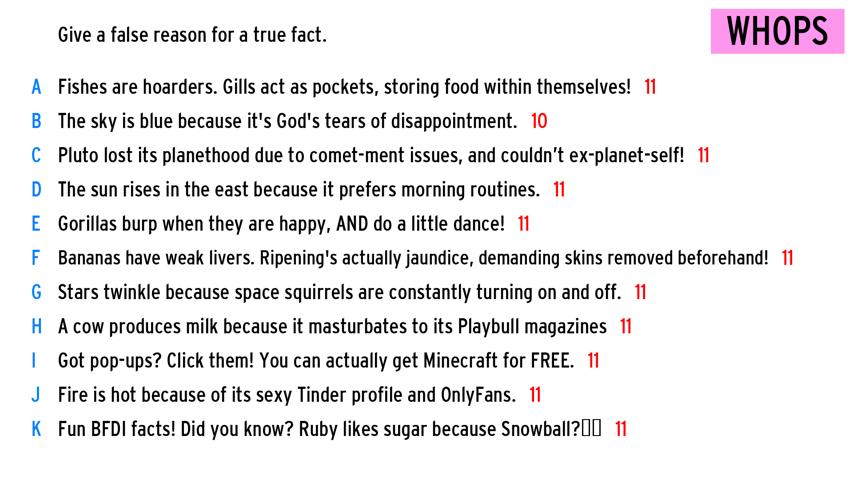 Give a false reason for a true fact.
WHOPS
A Fishes are hoarders. Gills act as pockets, storing food within themselves! 11
B The sky is blue because it's God's tears of disappointment. 10
C Pluto lost its planethood due to comet-ment issues, and couldn’t ex-planet-self! 11
D The sun rises in the east because it prefers morning routines. 11
E Gorillas burp when they are happy, AND do a little dance! 11
F Bananas have weak livers. Ripening's actually jaundice, demanding skins removed beforehand! 11
G Stars twinkle because space squirrels are constantly turning on and off. 11
H A cow produces milk because it masturbates to its Playbull magazines 11
I Got pop-ups? Click them! You can actually get Minecraft for FREE. 11
J Fire is hot because of its sexy Tinder profile and OnlyFans. 11
K Fun BFDI facts! Did you know? Ruby likes sugar because Snowball?▯▯ 11